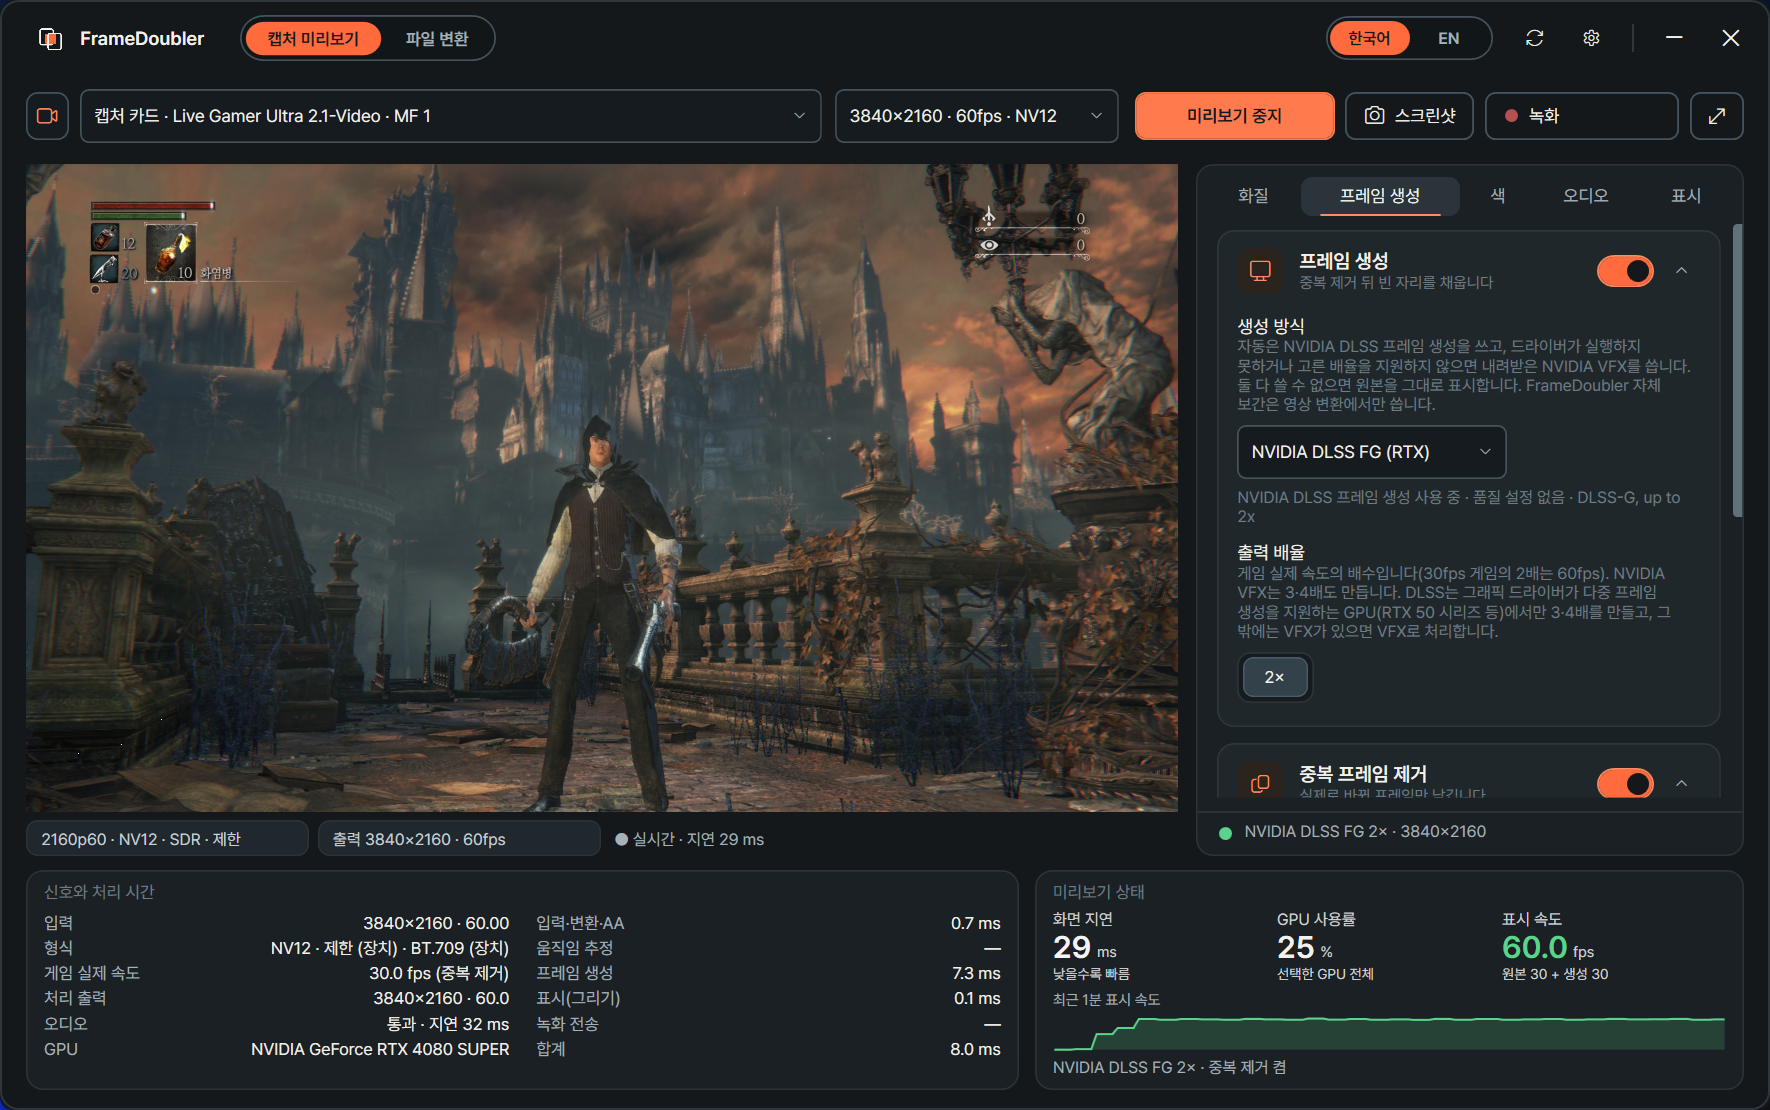 FrameDoubler
캡처 미리보기
파일 변환
한국어
EN
캡처 카드 · Live Gamer Ultra 2.1-Video · MF 1
3840×2160 · 60fps · NV12
미리보기 중지
스크린샷
녹화
12
20
10
화염병
0
0
화질
프레임 생성
색
오디오
표시
프레임 생성
중복 제거 뒤 빈 자리를 채웁니다
생성 방식
자동은 NVIDIA DLSS 프레임 생성을 쓰고, 드라이버가 실행하지
못하거나 고른 배율을 지원하지 않으면 내려받은 NVIDIA VFX를 씁니다.
둘 다 쓸 수 없으면 원본을 그대로 표시합니다. FrameDoubler 자체
보간은 영상 변환에서만 씁니다.
NVIDIA DLSS FG (RTX)
NVIDIA DLSS 프레임 생성 사용 중 · 품질 설정 없음 · DLSS-G, up to
2x
출력 배율
게임 실제 속도의 배수입니다(30fps 게임의 2배는 60fps). NVIDIA
VFX는 3·4배도 만듭니다. DLSS는 그래픽 드라이버가 다중 프레임
생성을 지원하는 GPU(RTX 50 시리즈 등)에서만 3·4배를 만들고, 그
밖에는 VFX가 있으면 VFX로 처리합니다.
2×
중복 프레임 제거
실제로 바뀐 프레임만 남깁니다
NVIDIA DLSS FG 2× · 3840×2160
2160p60 · NV12 · SDR · 제한
출력 3840×2160 · 60fps
실시간 · 지연 29 ms
신호와 처리 시간
입력 3840×2160 · 60.00
형식 NV12 · 제한 (장치) · BT.709 (장치)
게임 실제 속도 30.0 fps (중복 제거)
처리 출력 3840×2160 · 60.0
오디오 통과 · 지연 32 ms
GPU NVIDIA GeForce RTX 4080 SUPER
입력·변환·AA 0.7 ms
움직임 추정 —
프레임 생성 7.3 ms
표시(그리기) 0.1 ms
녹화 전송 —
합계 8.0 ms
미리보기 상태
화면 지연
29 ms
낮을수록 빠름
GPU 사용률
25 %
선택한 GPU 전체
표시 속도
60.0 fps
원본 30 + 생성 30
최근 1분 표시 속도
NVIDIA DLSS FG 2× · 중복 제거 켬